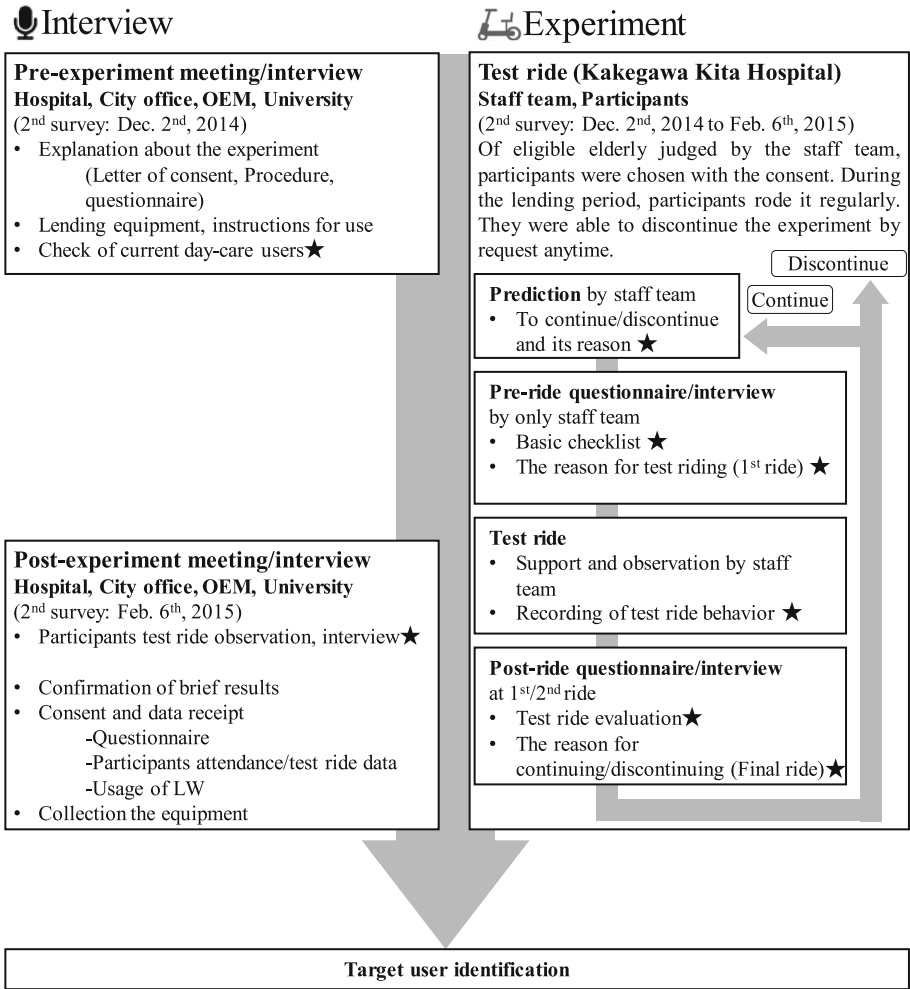 Interview
Pre-experiment meeting/interview
Hospital, City office, OEM, University
(2nd survey: Dec. 2nd, 2014)
• Explanation about the experiment
(Letter of consent, Procedure,
questionnaire)
• Lending equipment, instructions for use
• Check of current day-care users★
Post-experiment meeting/interview
Hospital, City office, OEM, University
(2nd survey: Feb. 6th, 2015)
• Participants test ride observation, interview★
• Confirmation of brief results
• Consent and data receipt
-Questionnaire
-Participants attendance/test ride data
-Usage of LW
• Collection the equipment
Experiment
Test ride (Kakegawa Kita Hospital)
Staff team, Participants
(2nd survey: Dec. 2nd, 2014 to Feb. 6th, 2015)
Of eligible elderly judged by the staff team,
participants were chosen with the consent. During
the lending period, participants rode it regularly.
They were able to discontinue the experiment by
request anytime.
Discontinue
Continue
Prediction by staff team
• To continue/discontinue
and its reason ★
Pre-ride questionnaire/interview
by only staff team
• Basic checklist ★
• The reason for test riding (1st ride) ★
Test ride
• Support and observation by staff
team
• Recording of test ride behavior ★
Post-ride questionnaire/interview
at 1st/2nd ride
• Test ride evaluation★
• The reason for
continuing/discontinuing (Final ride)★
Target user identification